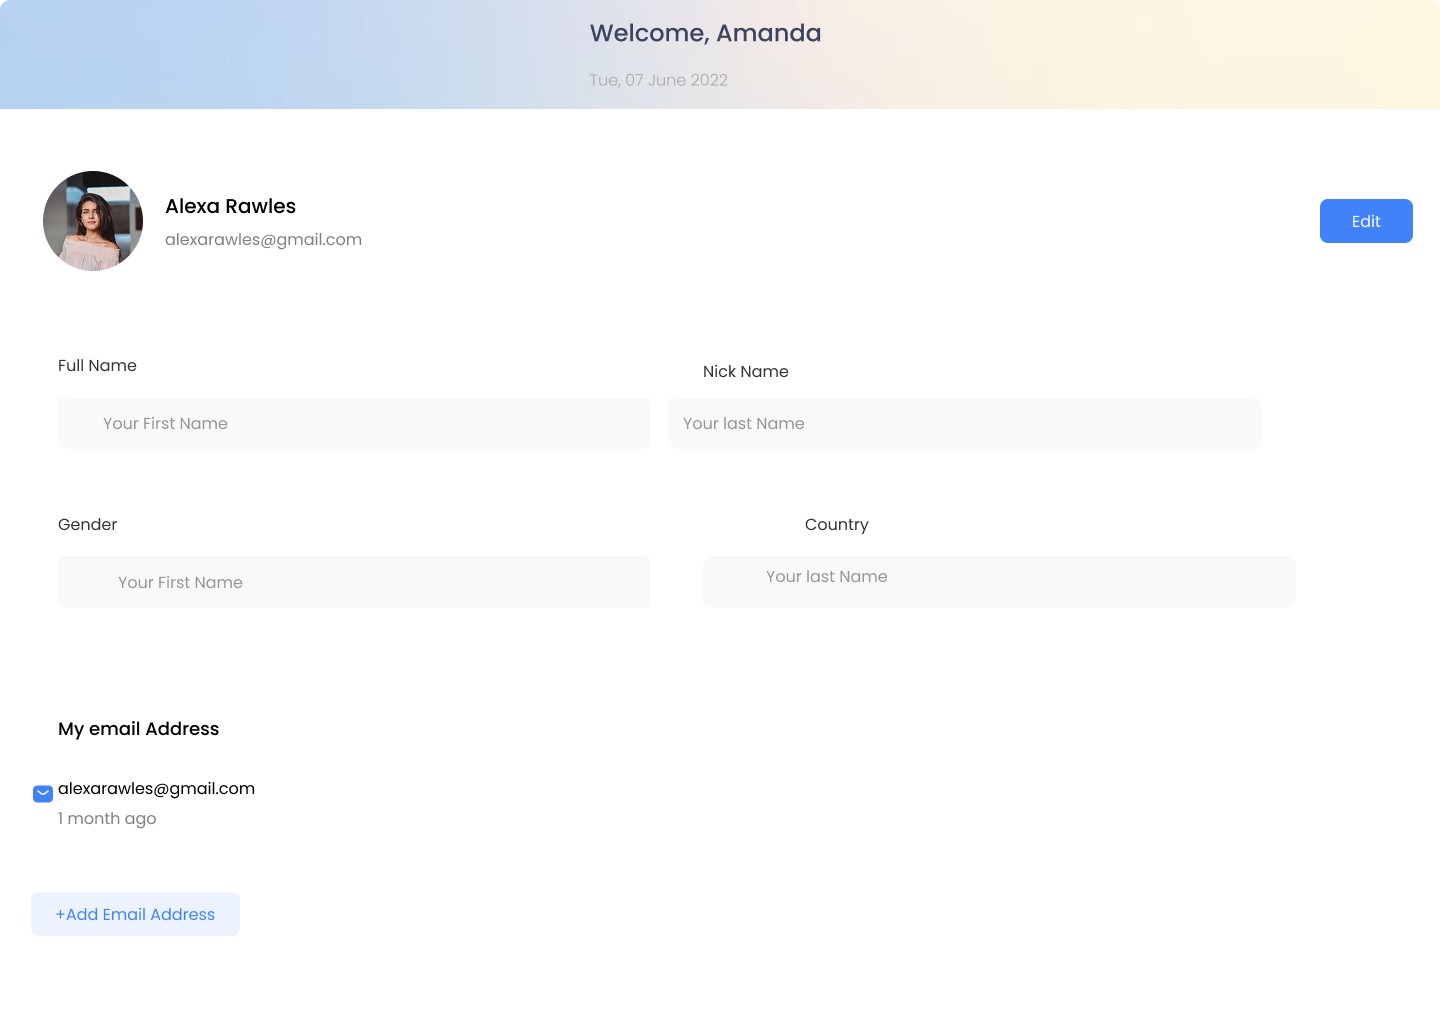 Welcome, Amanda
Tue, 07 June 2022
Alexa Rawles
alexarawles@gmail.com
Edit
Full Name
Nick Name
Your First Name
Your last Name
Gender
Country
Your First Name
Your last Name
My email Address
alexarawles@gmail.com
1 month ago
+Add Email Address